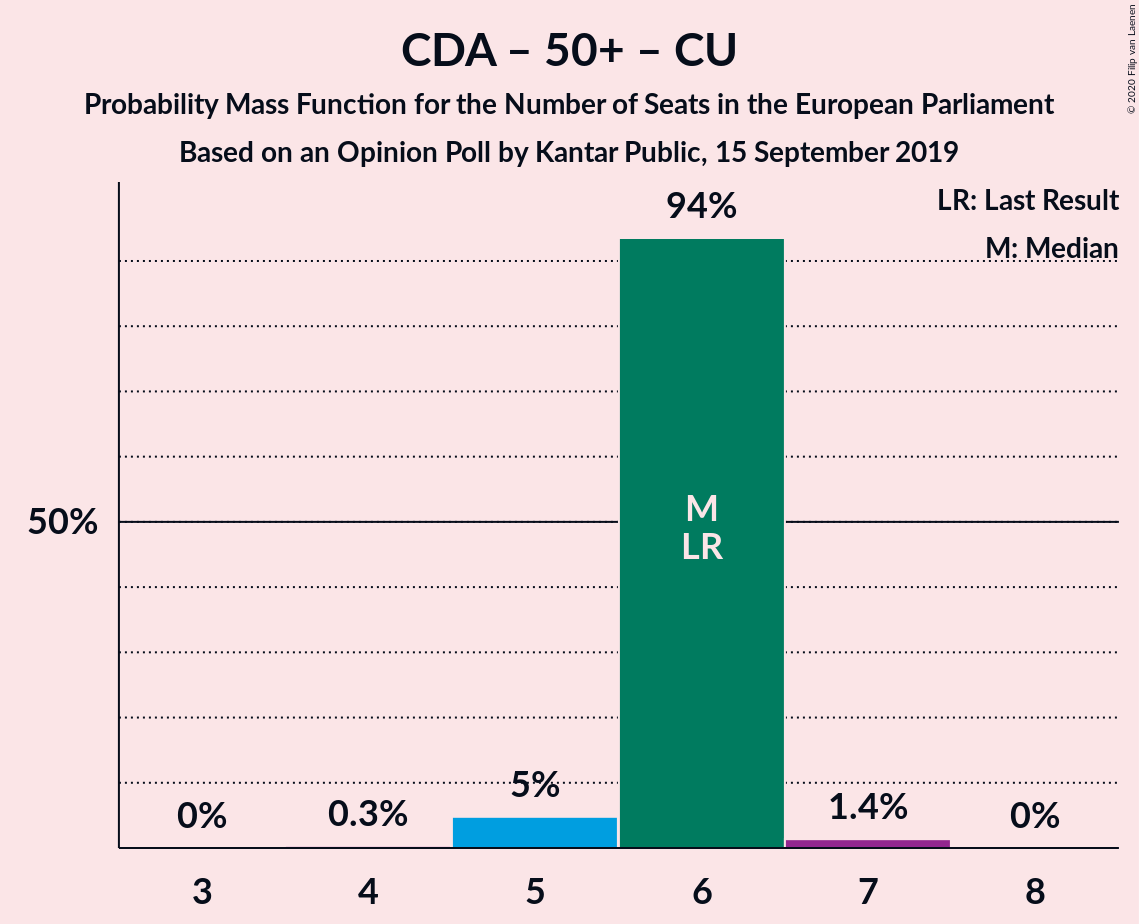 CDA – 50+ – CU
Probability Mass Function for the Number of Seats in the European Parliament
Based on an Opinion Poll by Kantar Public, 15 September 2019
© 2020 Filip van Laenen
LR: Last Result
M: Median
94%
50%
M
LR
0%
0.3%
5%
1.4%
0%
3
4
5
6
7
8